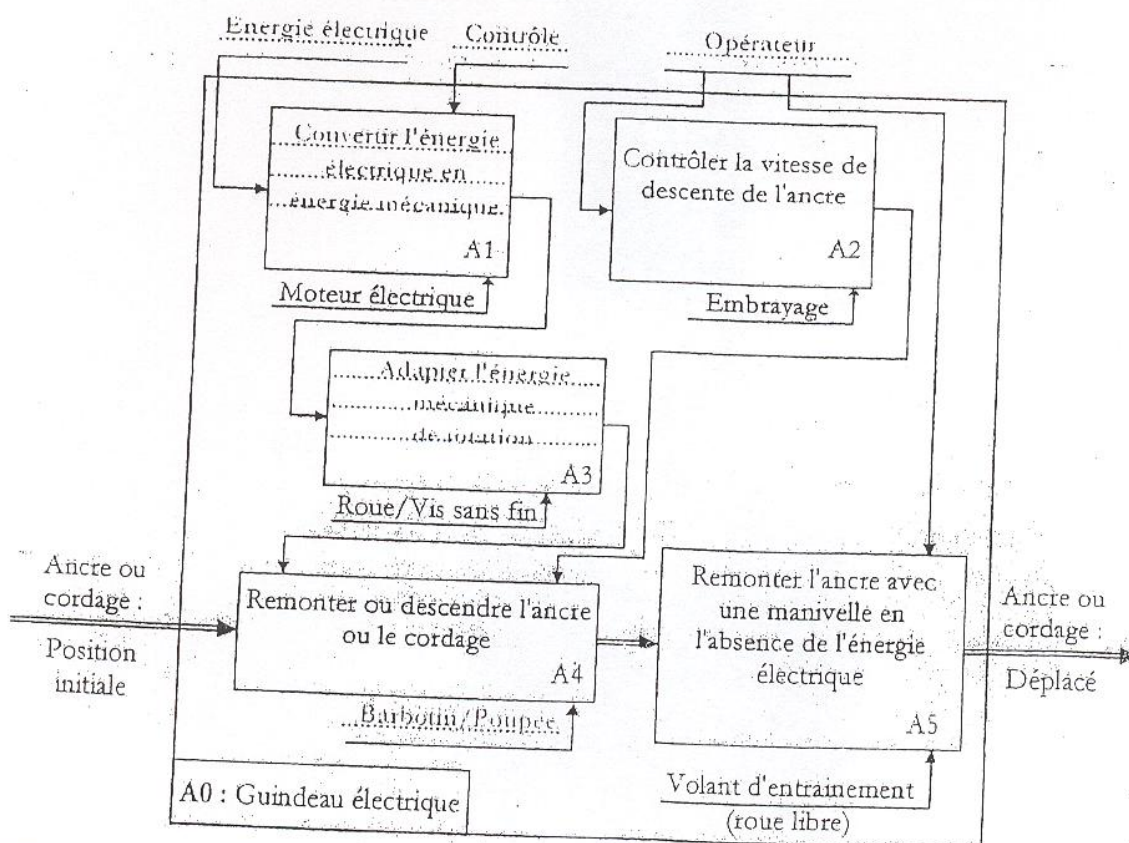 Energie électrique
Contrôle
Opérateur
Convertir l'énergie
électrique en
énergie mécanique
A1
Moteur électrique
Contrôler la vitesse de
descente de l'ancre
A2
Embrayage
Adapter l'énergie
mécanique
de rotation
A3
Roue/Vis sans fin
Ancre ou
cordage :
Position
initiale
Remonter ou descendre l'ancre
ou le cordage
A4
Barbotin/Poupée
Remonter l'ancre avec
une manivelle en
l'absence de l'énergie
électrique
A5
Volant d'entrainement
(roue libre)
Ancre ou
cordage :
Déplacé
A0 : Guindeau électrique